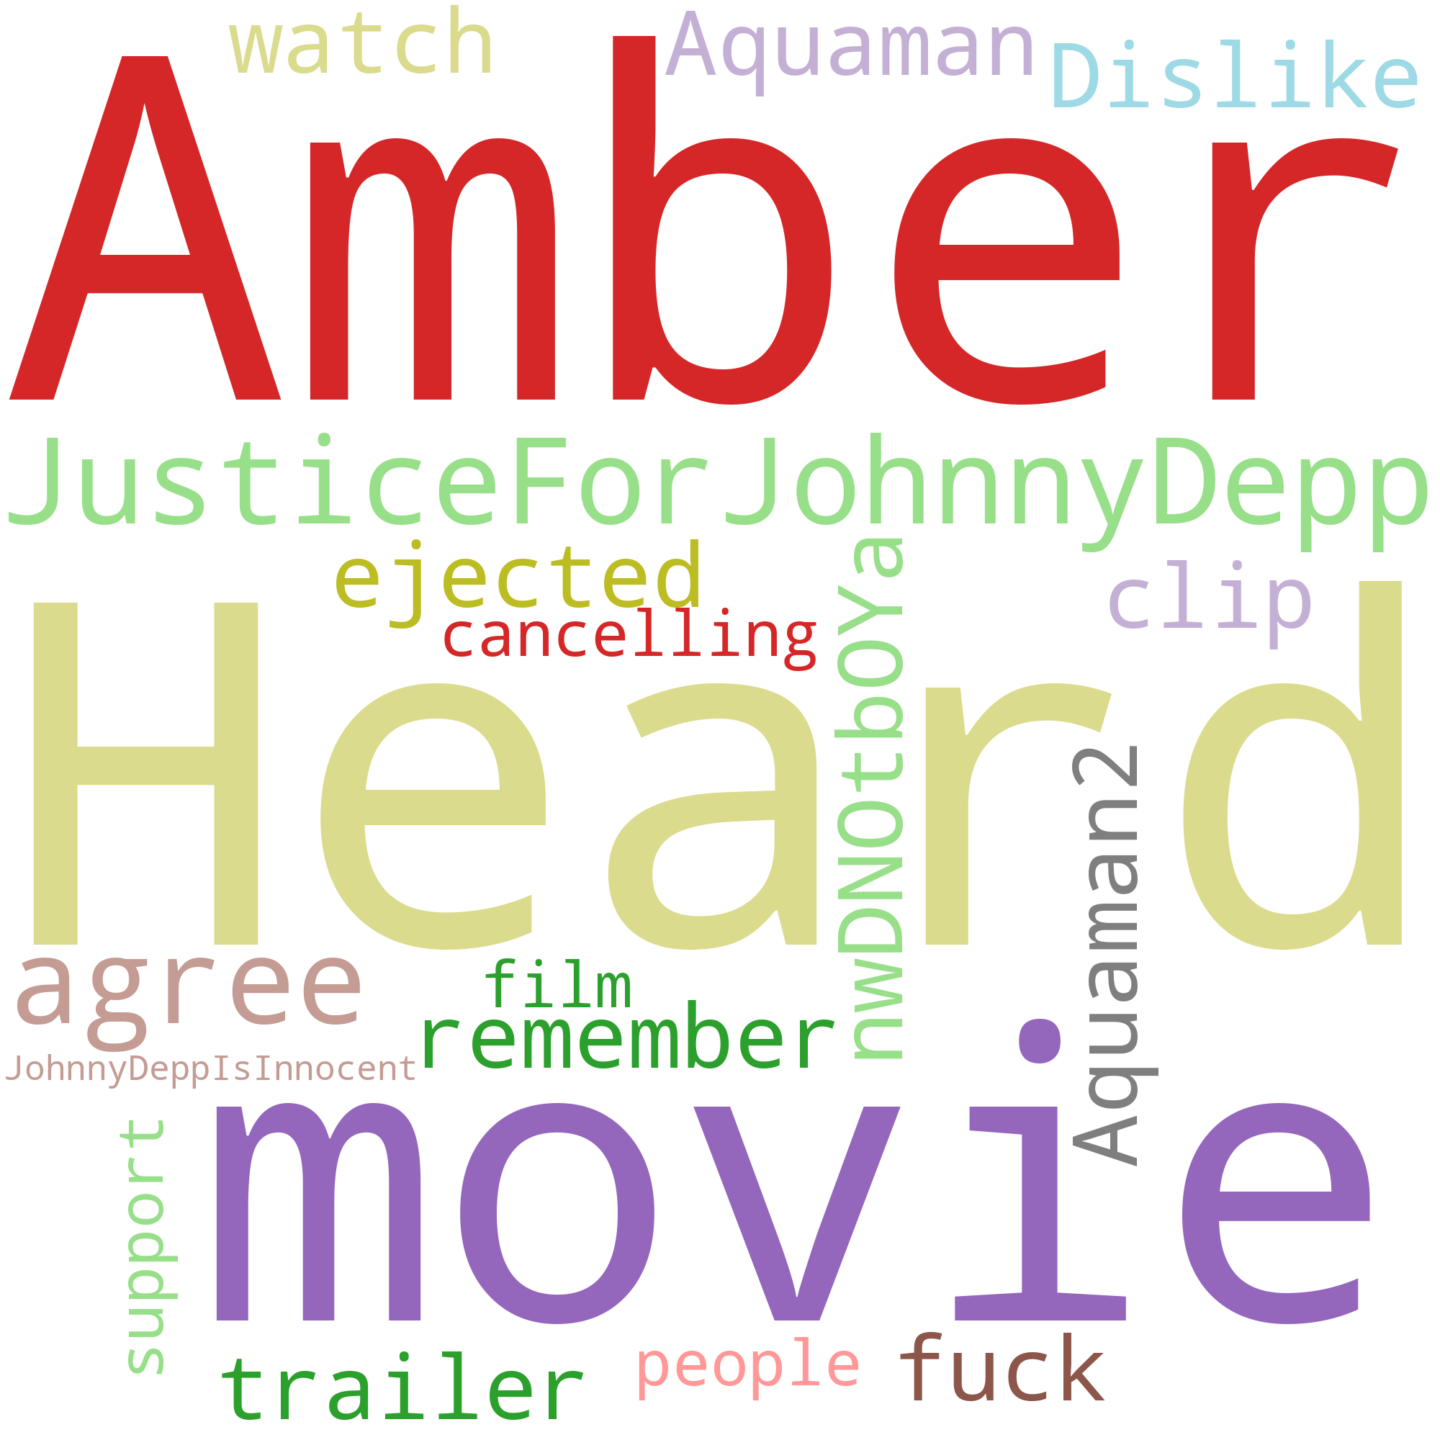 watch
Aquaman
Dislike
Amber
JusticeForJohnnyDepp
ejected
clip
cancelling
Heard
nwDNOtbOYa
Aquaman2
agree
film
remember
JohnnyDeppIsInnocent
movie
support
trailer
people
fuck